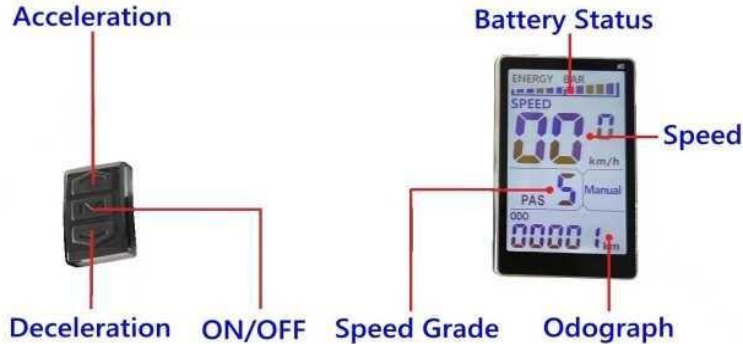 Acceleration
Battery Status
ENERGY BAR
SPEED
00 0
Speed
km/h
PAS 5 Manual
ODO
00001 km
Deceleration
ON/OFF
Speed Grade
Odograph